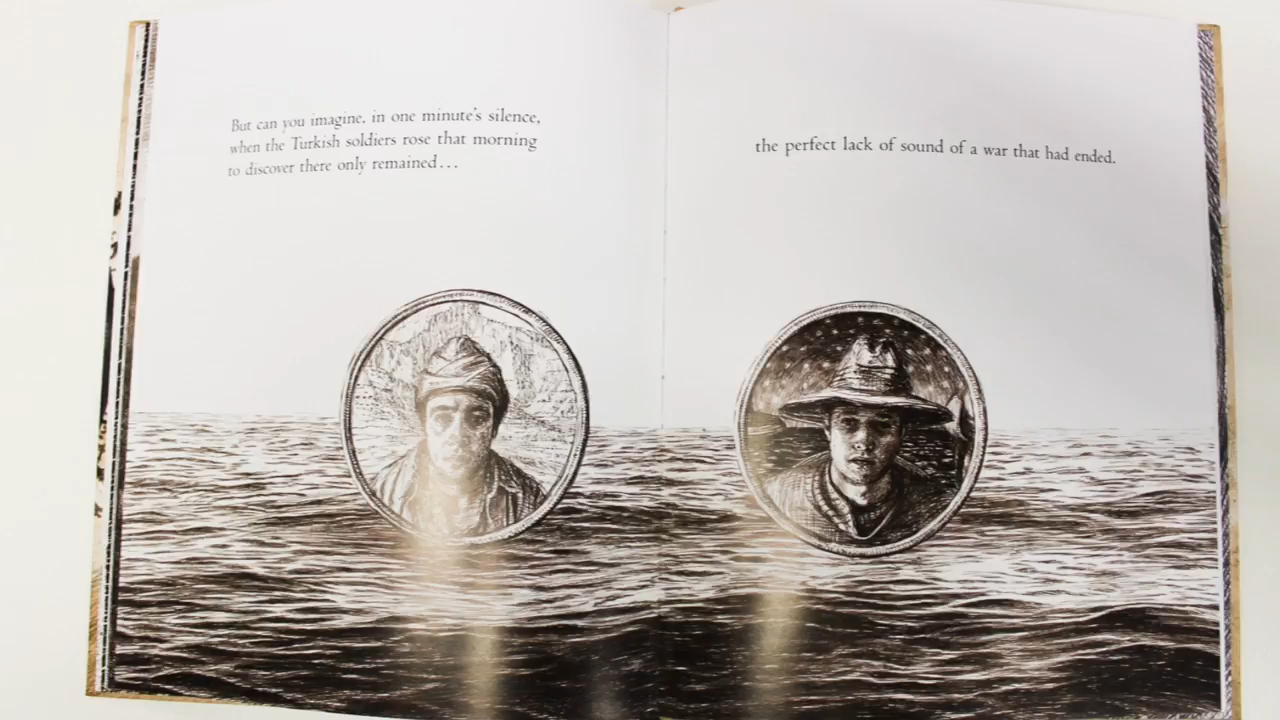 But can you imagine, in one minute's silence,
when the Turkish soldiers rose that morning
to discover there only remained...
the perfect lack of sound of a war that had ended.